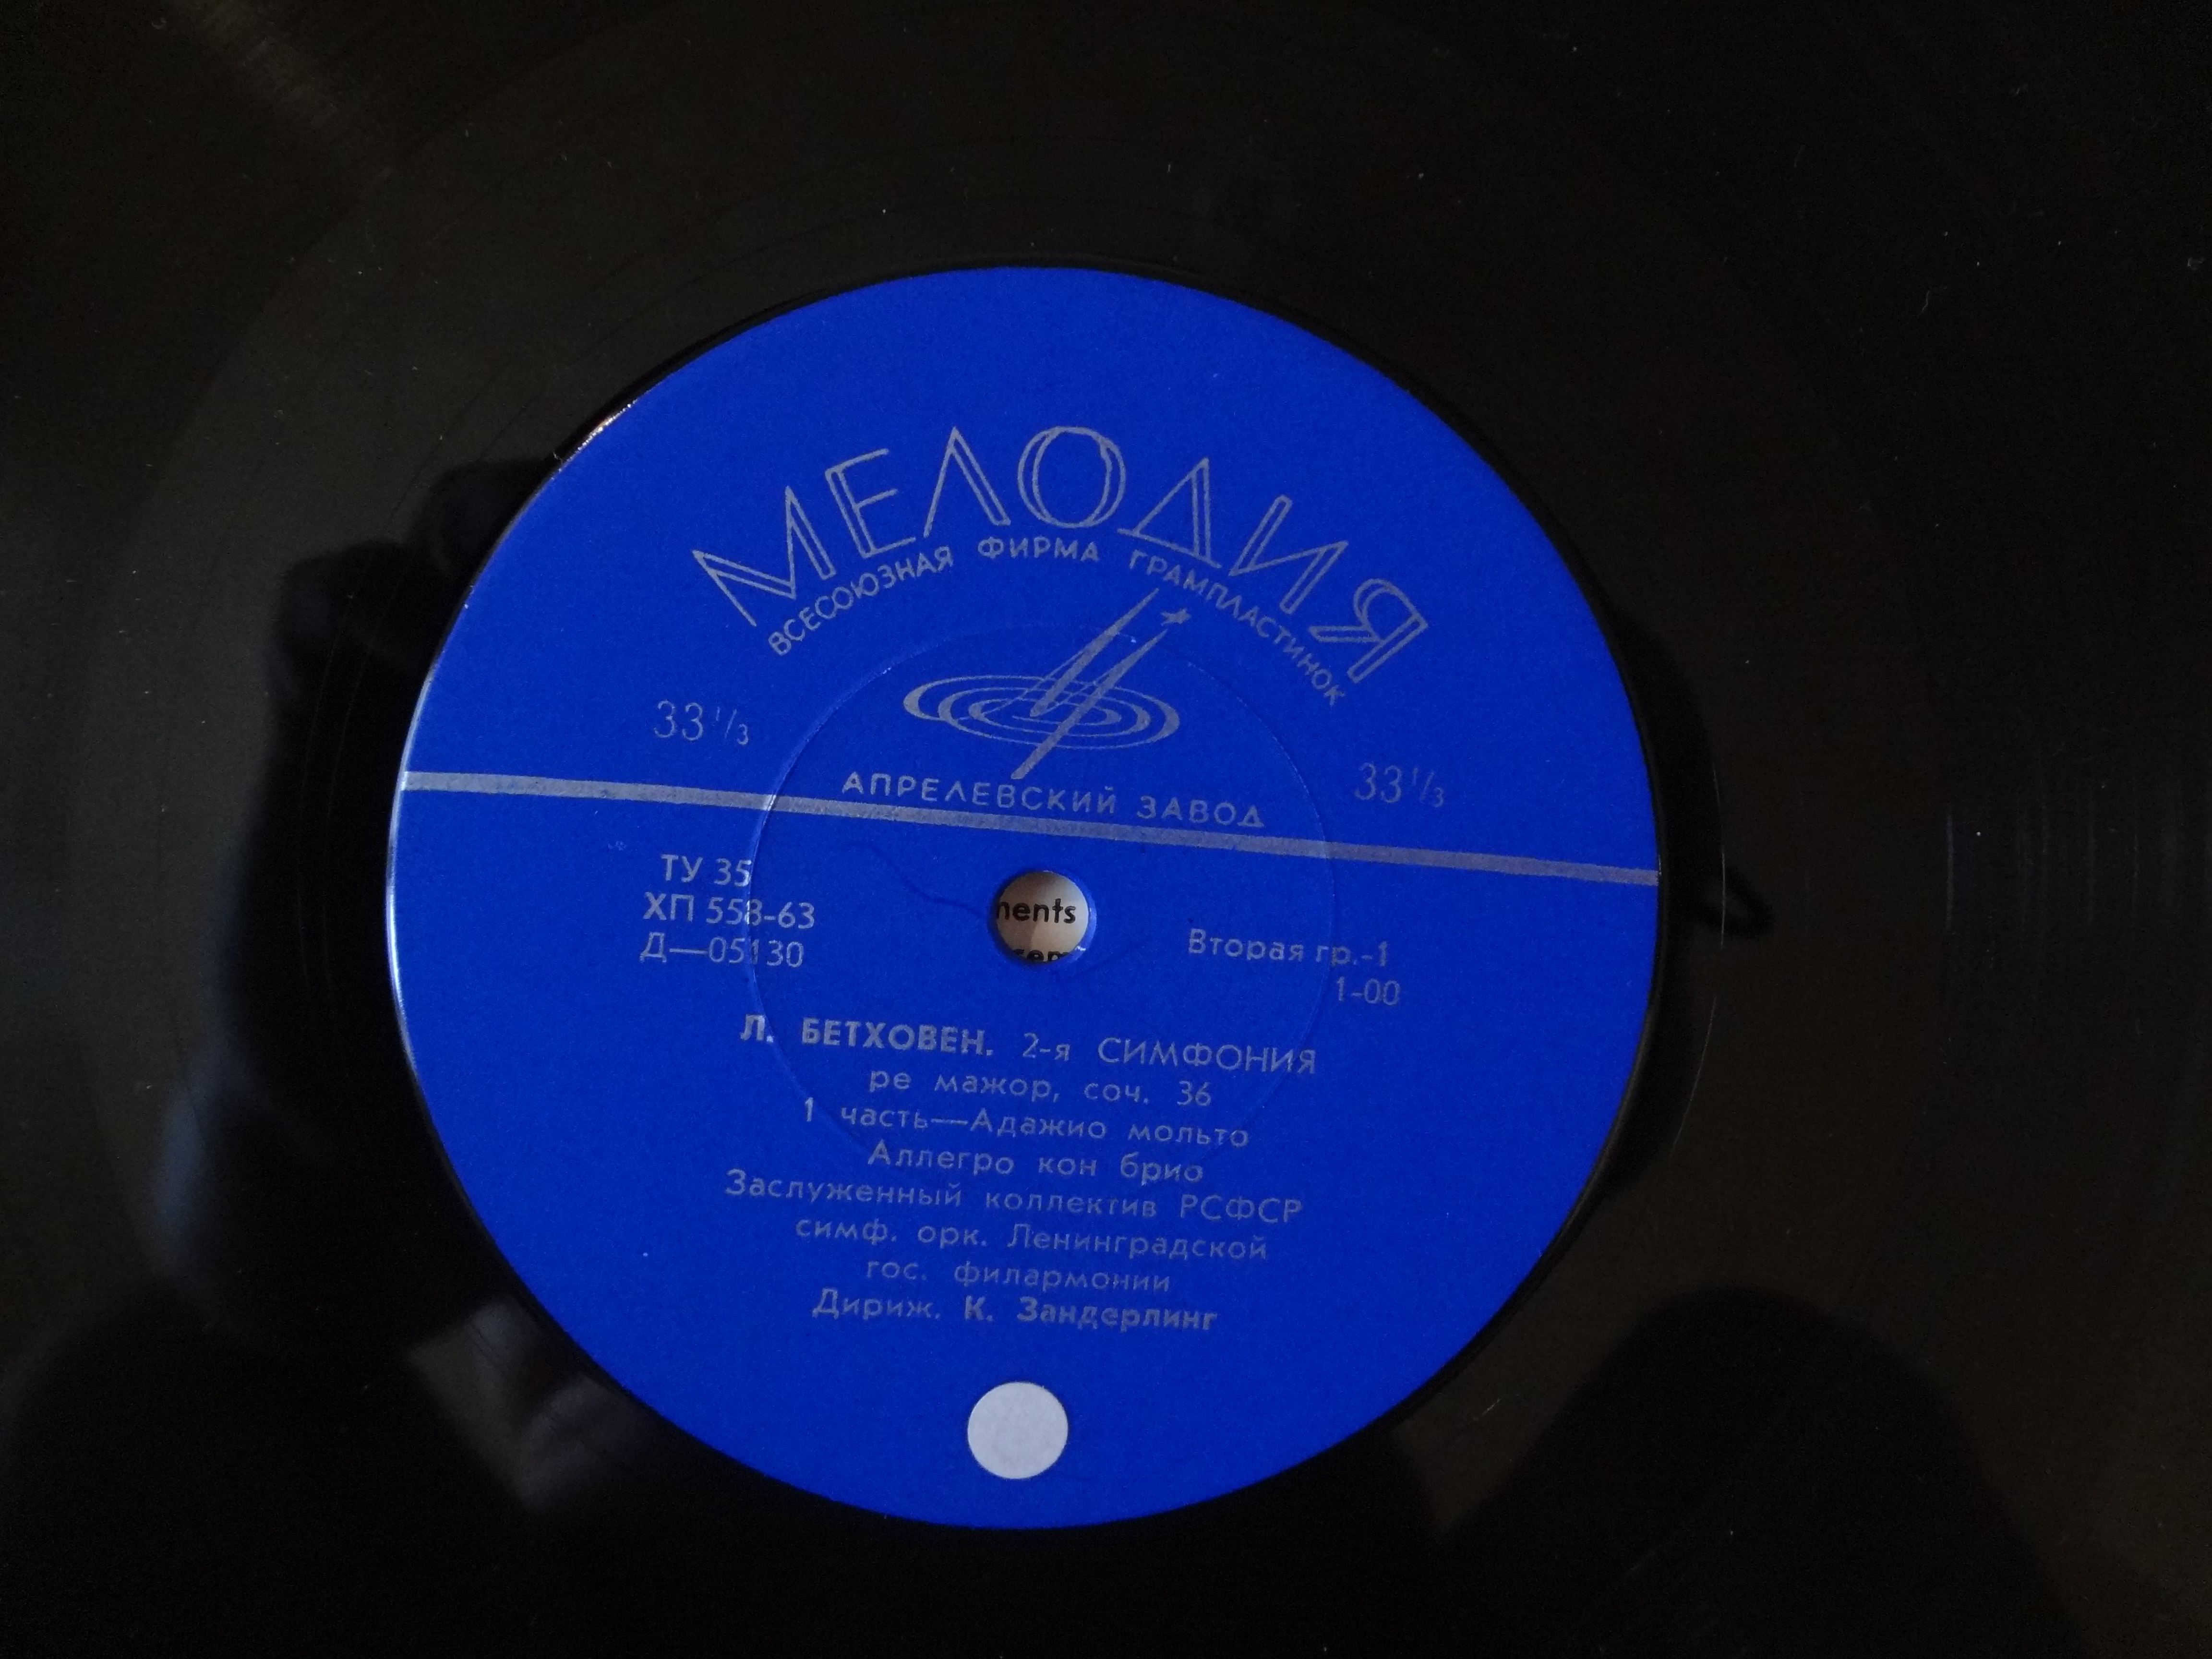 МЕЛОДИЯ
ВСЕСОЮЗНАЯ ФИРМА ГРАМПЛАСТИНОК
33 1/3
33 1/3
АПРЕЛЕВСКИЙ ЗАВОД
ТУ 35
ХП 558-63
Д—05130
nents
Вторая гр.-1
1-00
Л. БЕТХОВЕН. 2-я СИМФОНИЯ
ре мажор, соч. 36
1 часть—Адажио мольто
Аллегро кон брио
Заслуженный коллектив РСФСР
симф. орк. Ленинградской
гос. филармонии
Дириж. К. Зандерлинг